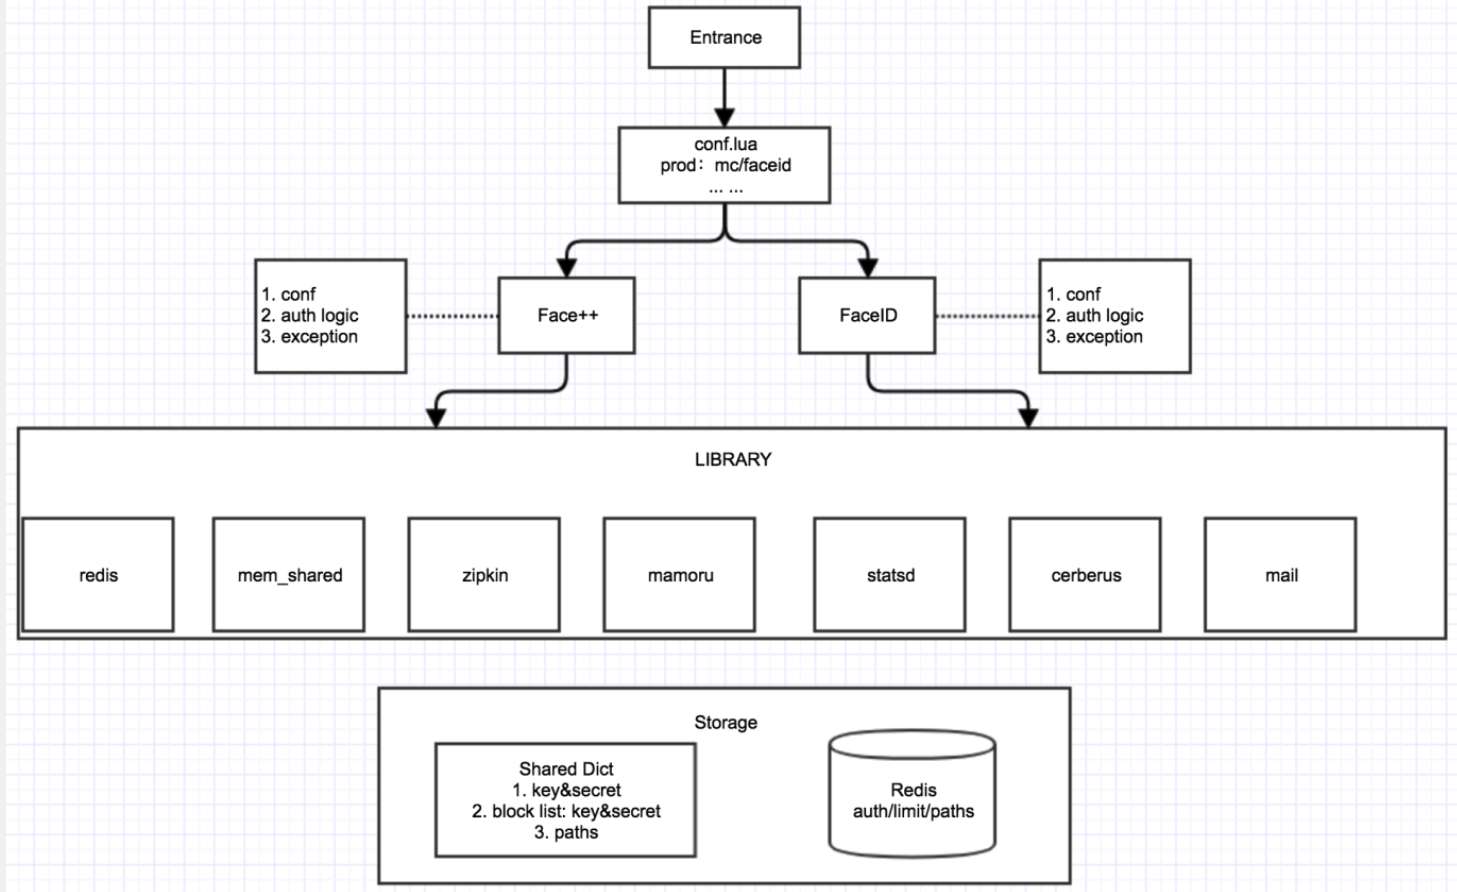 Entrance
conf.lua
prod：mc/faceid
... ...
1. conf
2. auth logic
3. exception
Face++
FaceID
1. conf
2. auth logic
3. exception
LIBRARY
redis
mem_shared
zipkin
mamoru
statsd
cerberus
mail
Storage
Shared Dict
1. key&secret
2. block list: key&secret
3. paths
Redis
auth/limit/paths